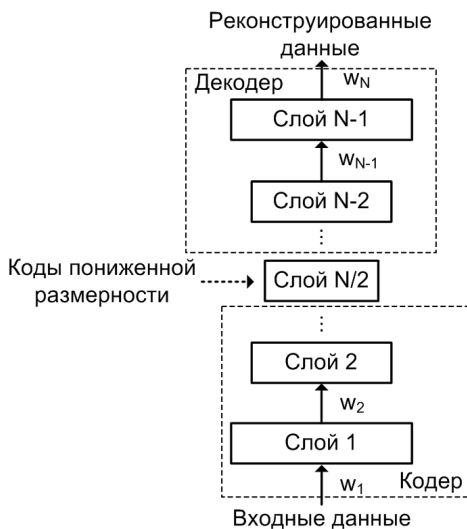 Реконструированные
данные
w_N
Декодер
Слой N-1
w_N-1
Слой N-2
⋮
Коды пониженной
размерности
Слой N/2
⋮
Слой 2
w_2
Слой 1
w_1
Кодер
Входные данные